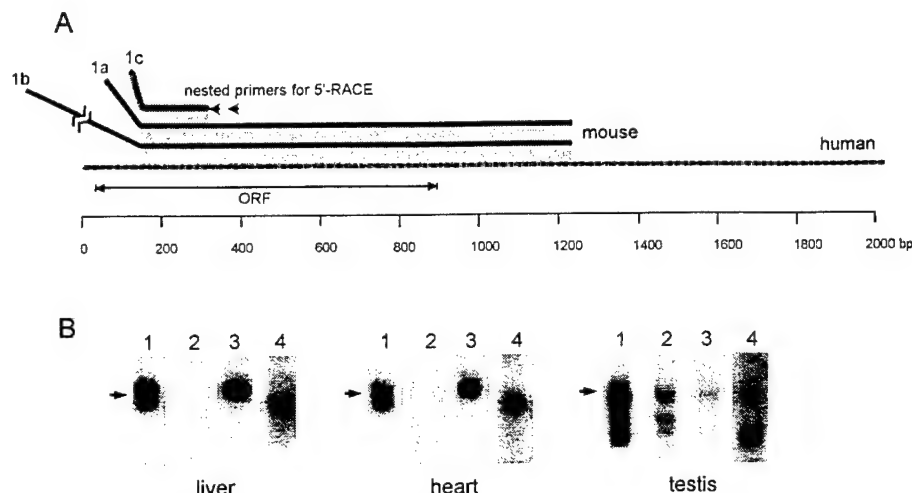 A
1b
1a
1c
nested primers for 5'-RACE
mouse
human
ORF
0 200 400 600 800 1000 1200 1400 1600 1800 2000 bp
B
1 2 3 4
1 2 3 4
1 2 3 4
liver
heart
testis